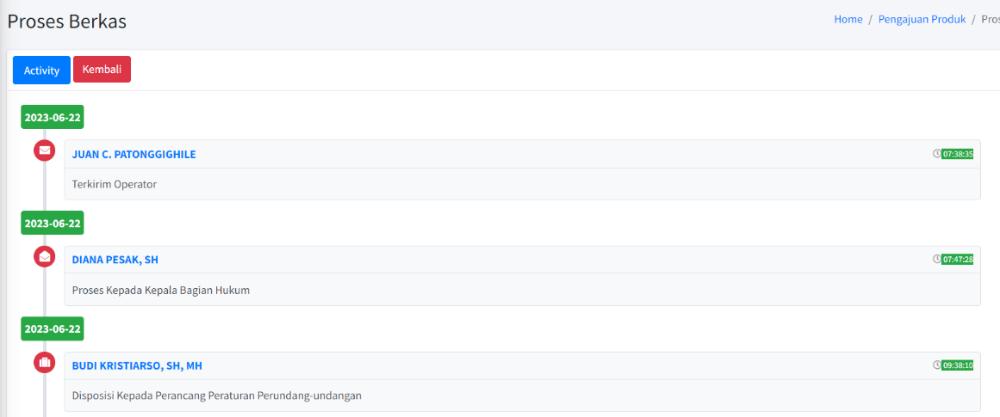 Proses Berkas
Home / Pengajuan Produk /
Activity Kembali
2023-06-22
JUAN C. PATONGGIGHILE 07:38:35
Terkirim Operator
2023-06-22
DIANA PESAK, SH 07:47:28
Proses Kepada Kepala Bagian Hukum
2023-06-22
BUDI KRISTIARSO, SH, MH 09:38:10
Disposisi Kepada Perancang Peraturan Perundang-undangan